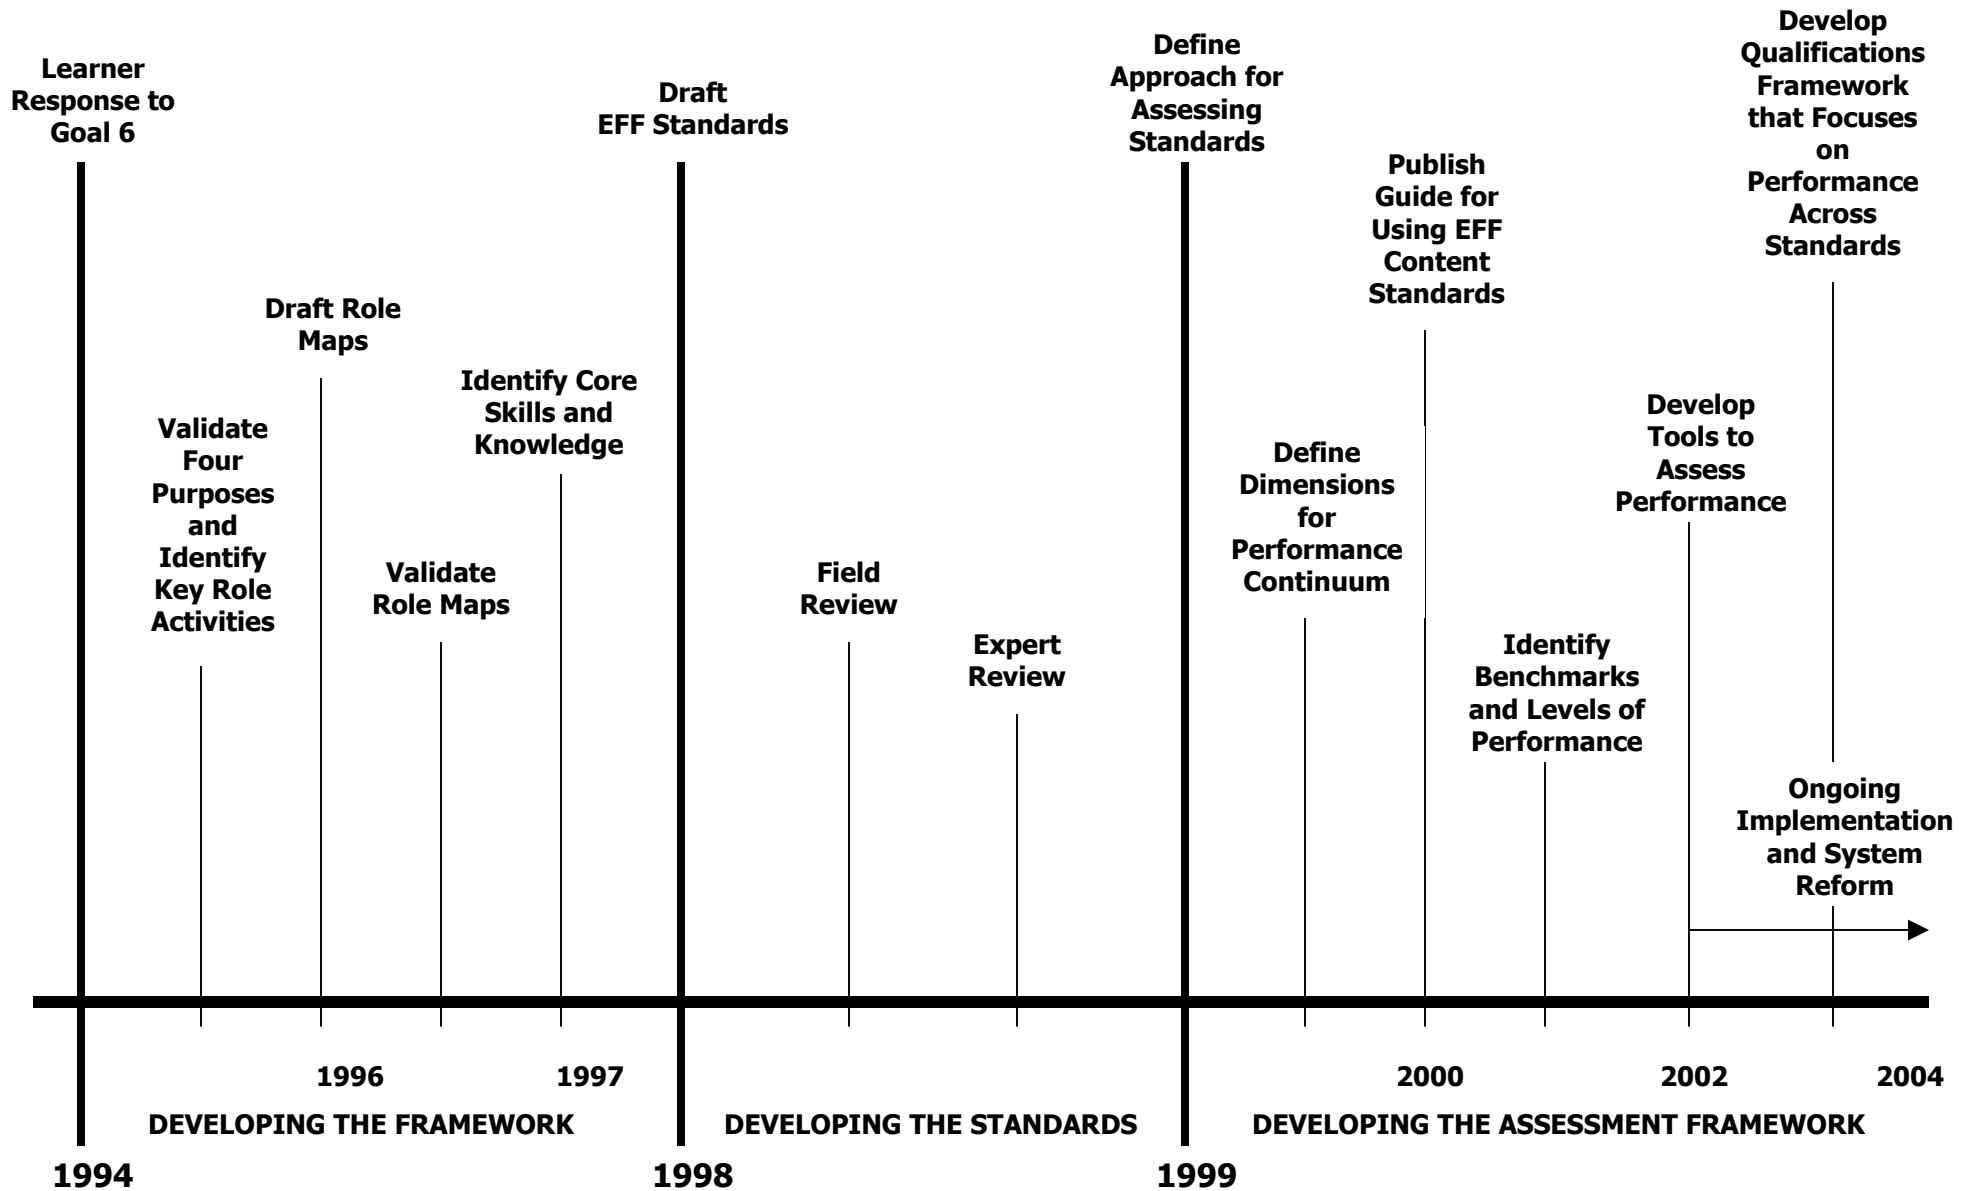 Learner
Response to
Goal 6
Validate
Four
Purposes
and
Identify
Key Role
Activities
Draft Role
Maps
Validate
Role Maps
Identify Core
Skills and
Knowledge
Draft
EFF Standards
Field
Review
Expert
Review
Define
Approach for
Assessing
Standards
Define
Dimensions
for
Performance
Continuum
Publish
Guide for
Using EFF
Content
Standards
Identify
Benchmarks
and Levels of
Performance
Develop
Tools to
Assess
Performance
Develop
Qualifications
Framework
that Focuses
on
Performance
Across
Standards
Ongoing
Implementation
and System
Reform
1996
1997
2000
2002
2004
DEVELOPING THE FRAMEWORK
DEVELOPING THE STANDARDS
DEVELOPING THE ASSESSMENT FRAMEWORK
1994
1998
1999